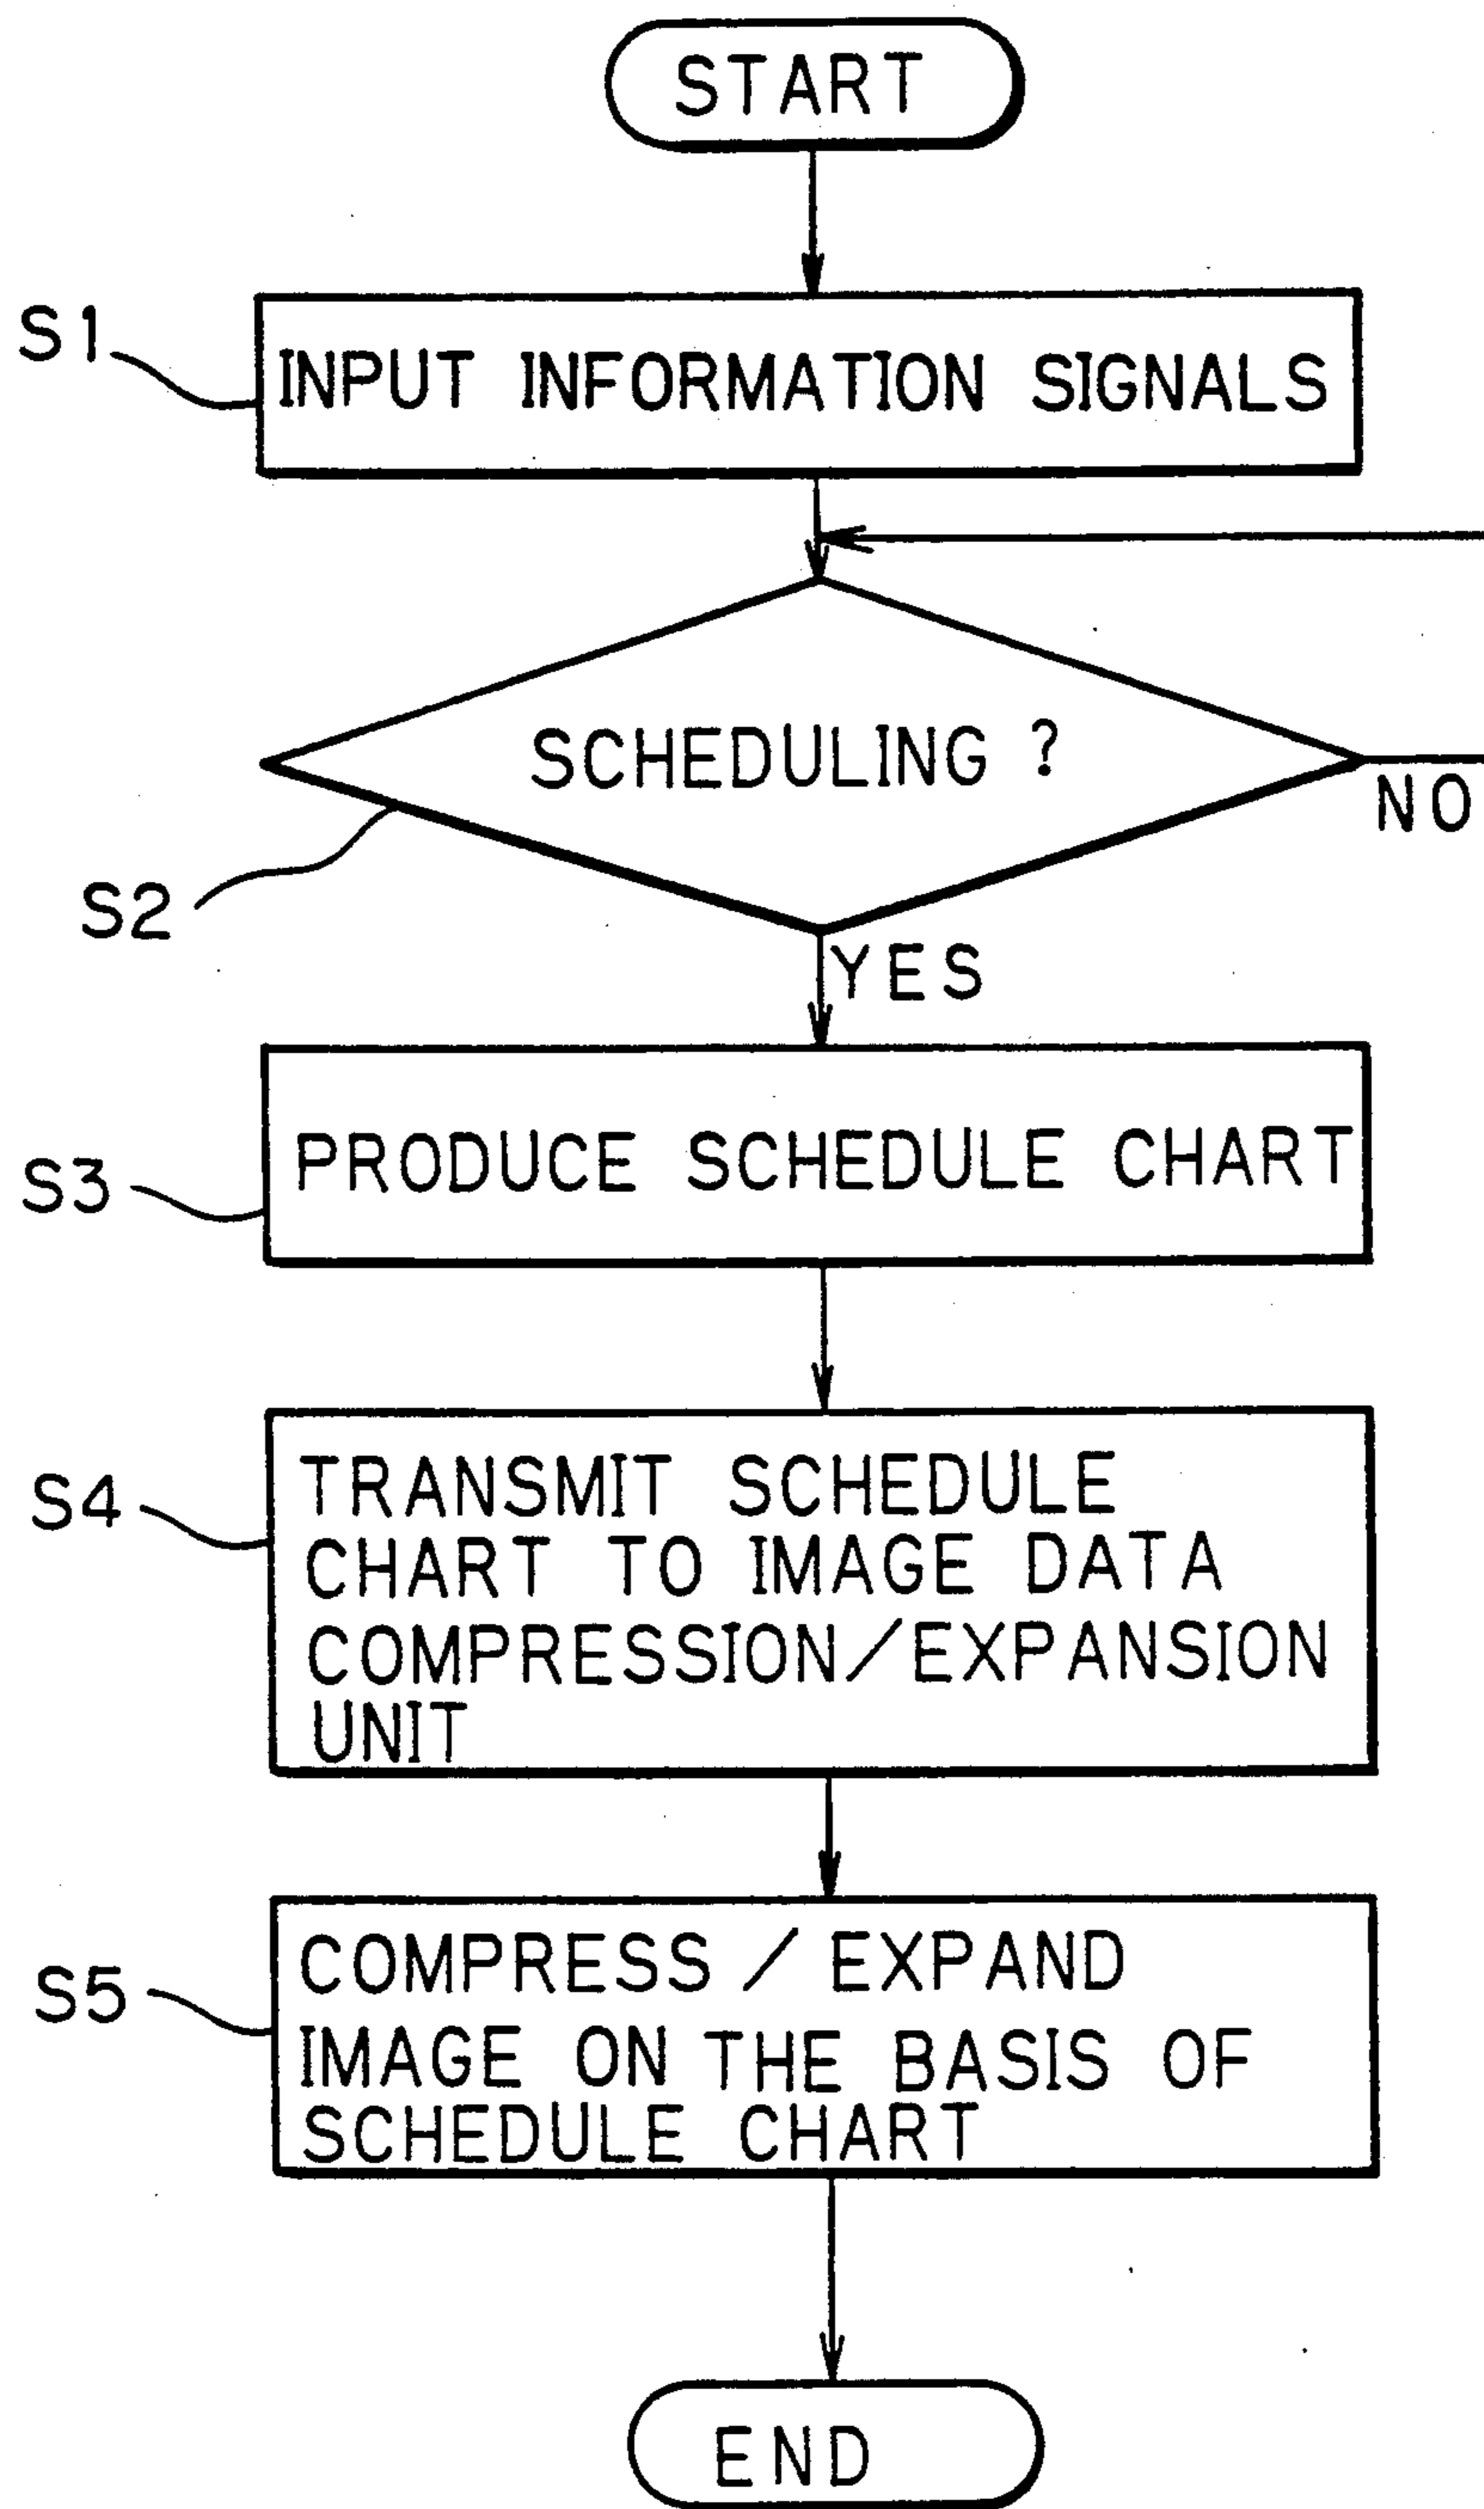 START
S1
INPUT INFORMATION SIGNALS
SCHEDULING ?
NO
S2
YES
S3
PRODUCE SCHEDULE CHART
S4
TRANSMIT SCHEDULE
CHART TO IMAGE DATA
COMPRESSION/EXPANSION
UNIT
S5
COMPRESS / EXPAND
IMAGE ON THE BASIS OF
SCHEDULE CHART
END